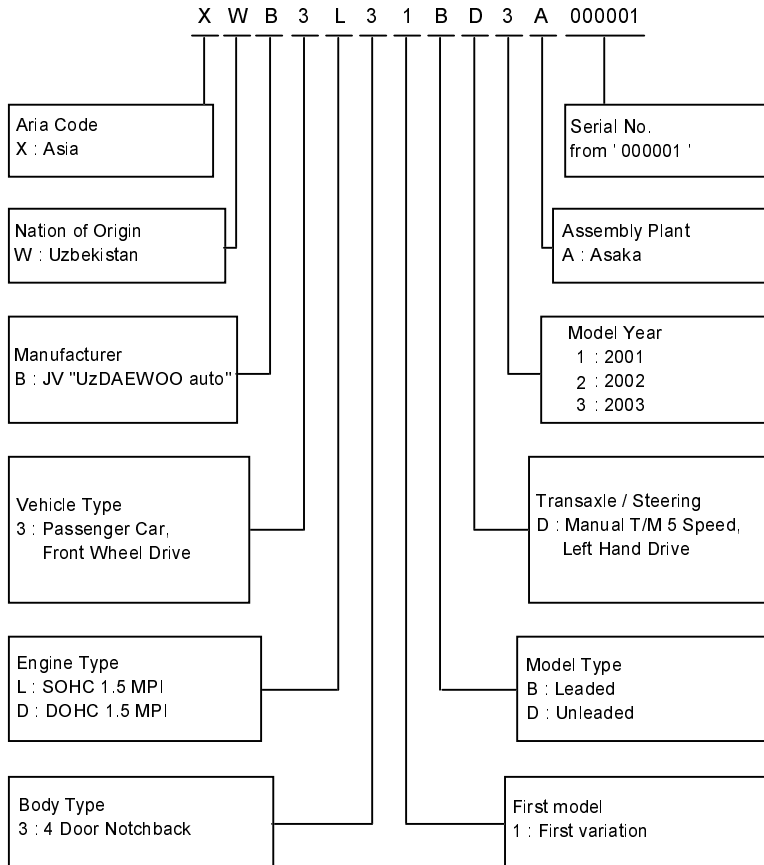 X W B 3 L 3 1 B D 3 A 000001
Aria Code
X : Asia
Serial No.
from ' 000001 '
Nation of Origin
W : Uzbekistan
Assembly Plant
A : Asaka
Manufacturer
B : JV "UzDAEWOO auto"
Model Year
1 : 2001
2 : 2002
3 : 2003
Vehicle Type
3 : Passenger Car,
Front Wheel Drive
Transaxle / Steering
D : Manual T/M 5 Speed,
Left Hand Drive
Engine Type
L : SOHC 1.5 MPI
D : DOHC 1.5 MPI
Model Type
B : Leaded
D : Unleaded
Body Type
3 : 4 Door Notchback
First model
1 : First variation